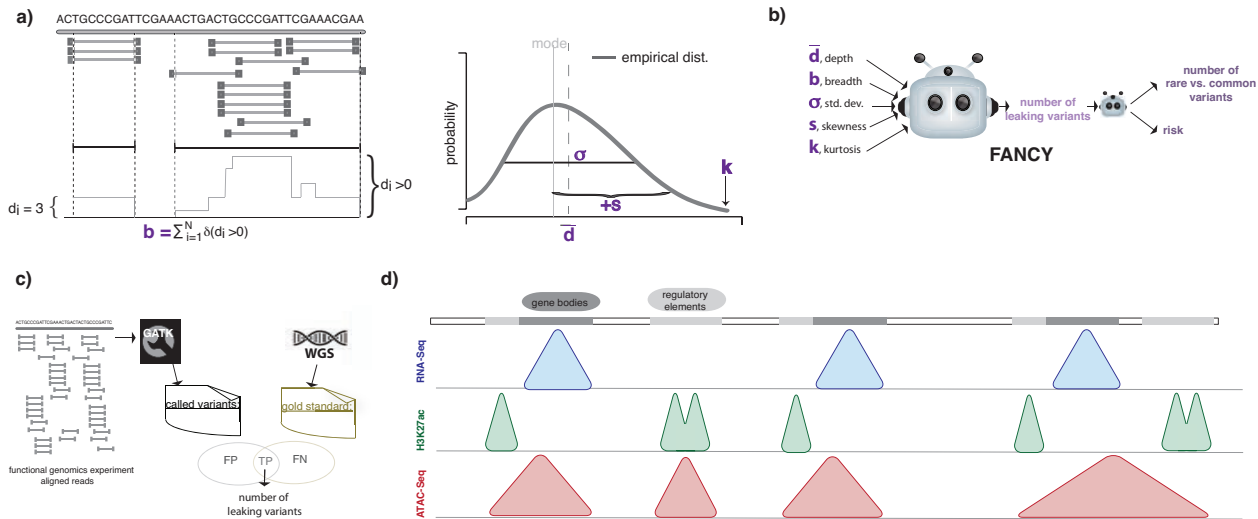 a)
ACTGCCCGATTCGAAACTGACTGCCCGATTCGAAACGAA
dᵢ = 3
dᵢ >0
b = ∑ᴺᵢ₌₁ δ(dᵢ >0)
mode
empirical dist.
probability
σ
k
+s
d̅
b)
d̅, depth
b, breadth
σ, std. dev.
s, skewness
k, kurtosis
FANCY
number of
leaking variants
number of
rare vs. common
variants
risk
c)
ACTGCCCGATTCGAAACTGACTACTGCCCGATTC
GATK
WGS
called variants:
gold standard:
FP
TP
FN
functional genomics experiment
aligned reads
number of
leaking variants
d)
gene bodies
regulatory
elements
RNA-Seq
H3K27ac
ATAC-Seq